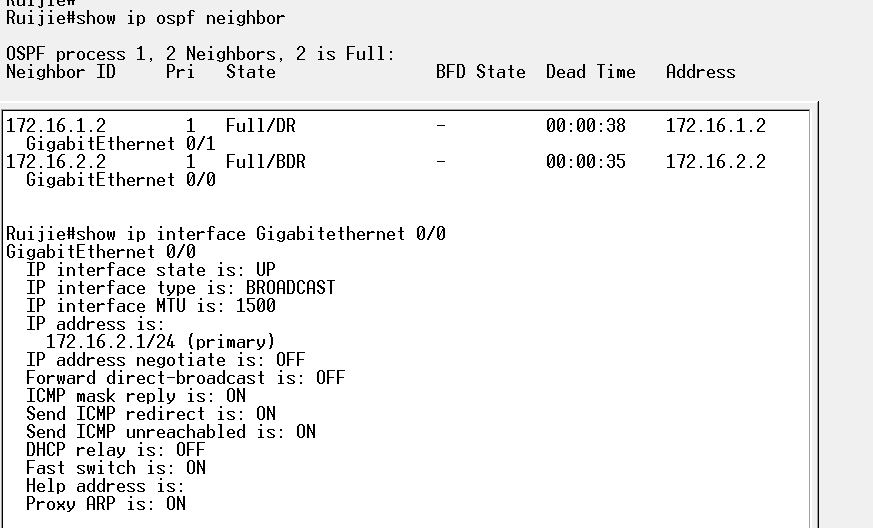 Ruijie#
Ruijie#show ip ospf neighbor
OSPF process 1, 2 Neighbors, 2 is Full:
Neighbor ID     Pri   State                BFD State  Dead Time   Address
172.16.1.2        1   Full/DR              -          00:00:38    172.16.1.2
  GigabitEthernet 0/1
172.16.2.2        1   Full/BDR             -          00:00:35    172.16.2.2
  GigabitEthernet 0/0
Ruijie#show ip interface Gigabitethernet 0/0
GigabitEthernet 0/0
  IP interface state is: UP
  IP interface type is: BROADCAST
  IP interface MTU is: 1500
  IP address is:
    172.16.2.1/24 (primary)
  IP address negotiate is: OFF
  Forward direct-broadcast is: OFF
  ICMP mask reply is: ON
  Send ICMP redirect is: ON
  Send ICMP unreachabled is: ON
  DHCP relay is: OFF
  Fast switch is: ON
  Help address is:
  Proxy ARP is: ON